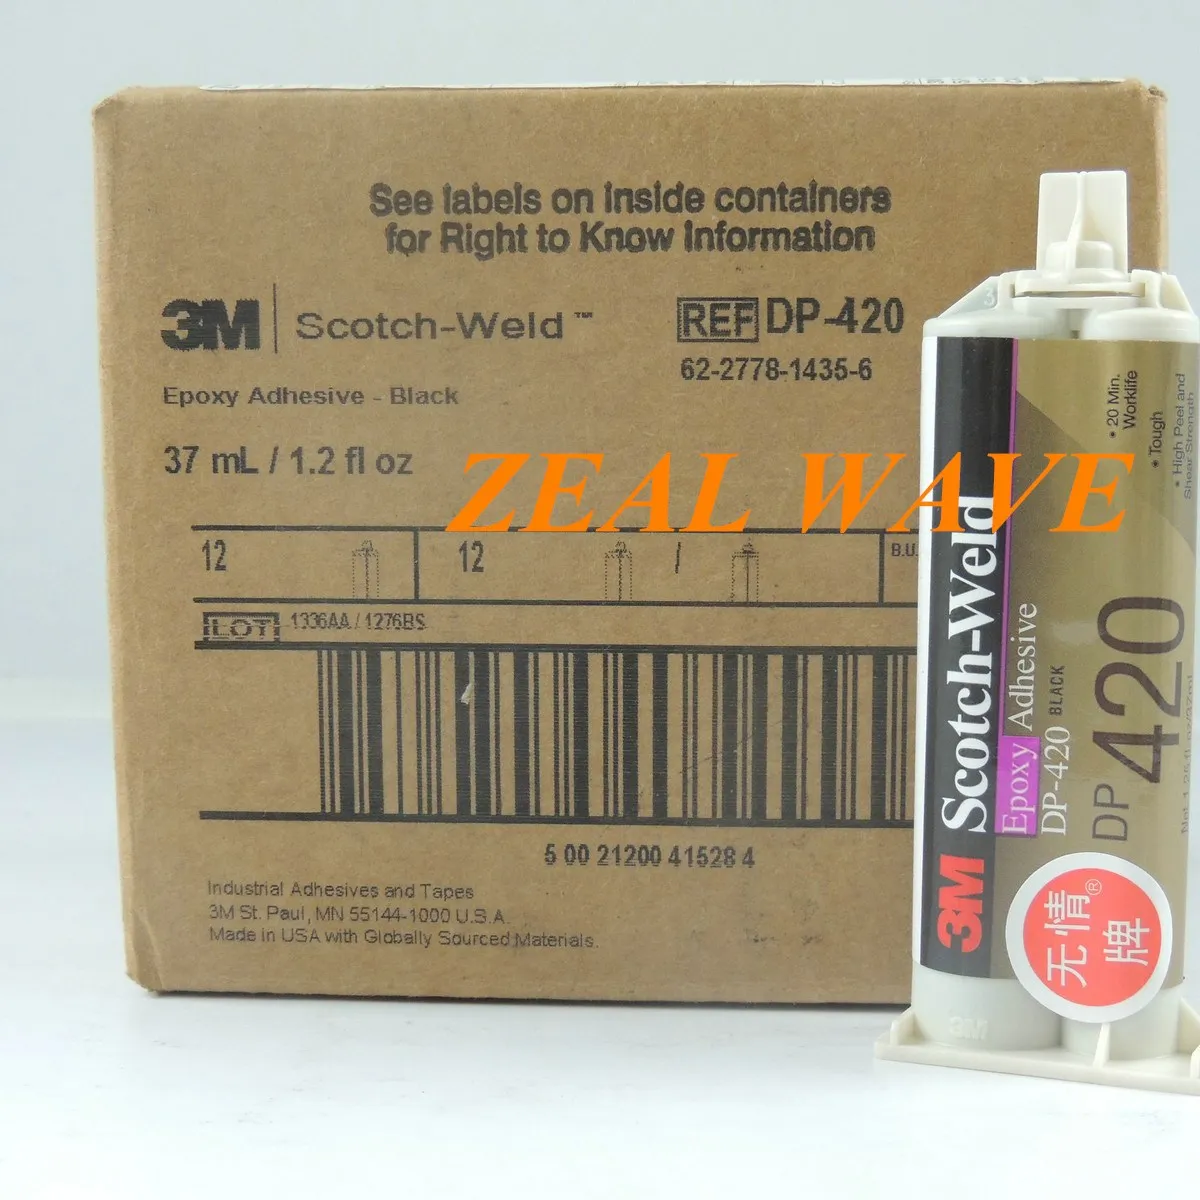 See labels on inside containers
for Right to Know Information
3M Scotch-Weld™
REF DP-420
62-2778-1435-6
Epoxy Adhesive - Black
37 mL / 1.2 fl oz
ZEAL WAVE
12
12
/
B.U.
LOT 1336AA / 1276BS
5 00 21200 41528 4
Industrial Adhesives and Tapes
3M St. Paul, MN 55144-1000 U.S.A.
Made in USA with Globally Sourced Materials.
3M Scotch-Weld
Epoxy Adhesive
DP-420 BLACK
DP 420
• 20 Min.
Worklife
• Tough
• High Peel and
Shear Strength
无情®
牌
3M